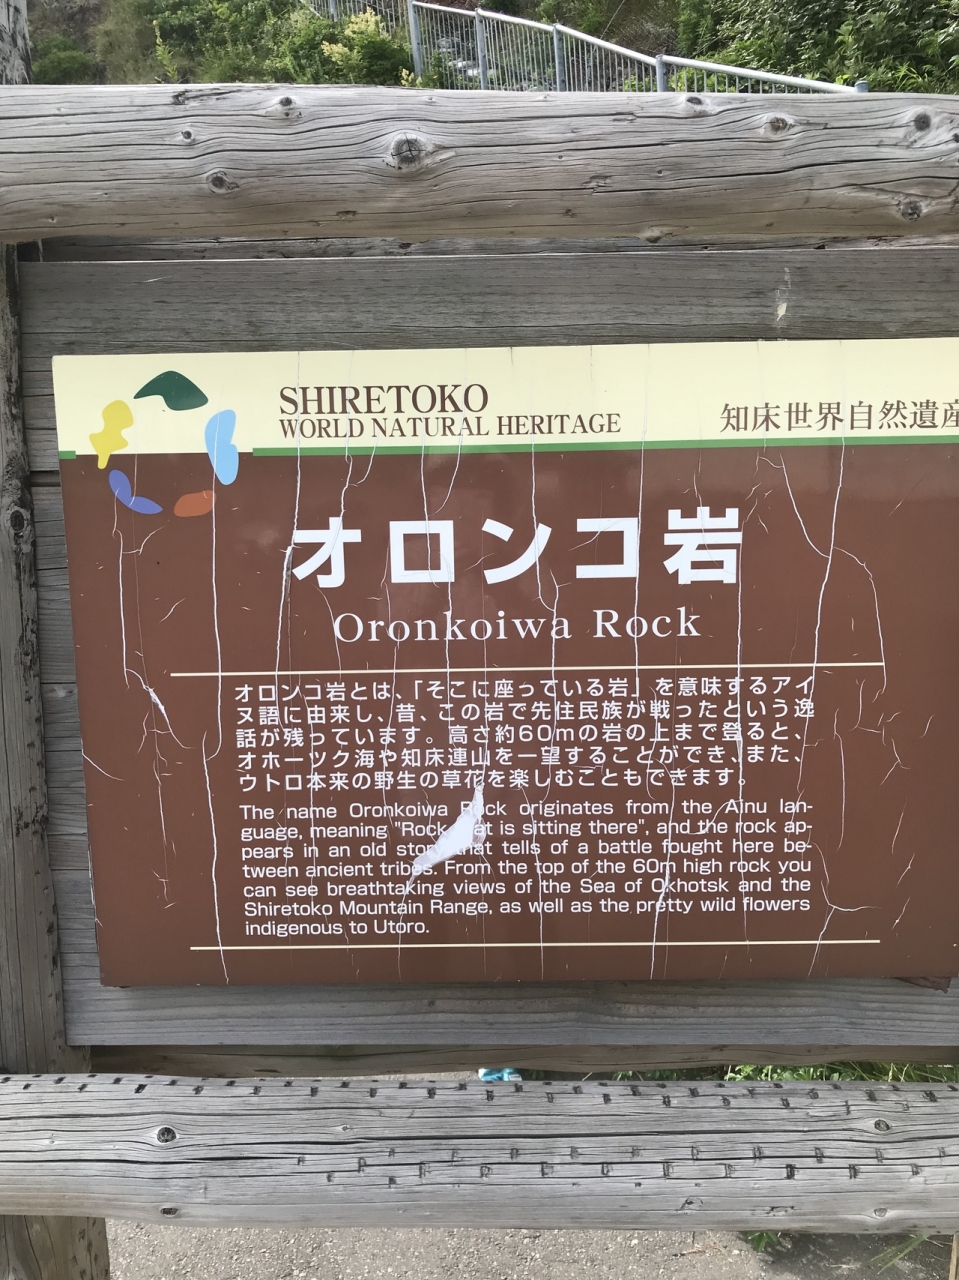 SHIRETOKO
WORLD NATURAL HERITAGE
知床世界自然遺産
オロンコ岩
Oronkoiwa Rock
オロンコ岩とは、「そこに座っている岩」を意味するアイ
ヌ語に由来し、昔、この岩で先住民族が戦ったという逸
話が残っています。高さ約60mの岩の上まで登ると、
オホーツク海や知床連山を一望することができ、また、
ウトロ本来の野生の草花を楽しむこともできます。
The name Oronkoiwa Rock originates from the Ainu lan-
guage, meaning "Rock that is sitting there", and the rock ap-
pears in an old story that tells of a battle fought here be-
tween ancient tribes. From the top of the 60m high rock you
can see breathtaking views of the Sea of Okhotsk and the
Shiretoko Mountain Range, as well as the pretty wild flowers
indigenous to Utoro.